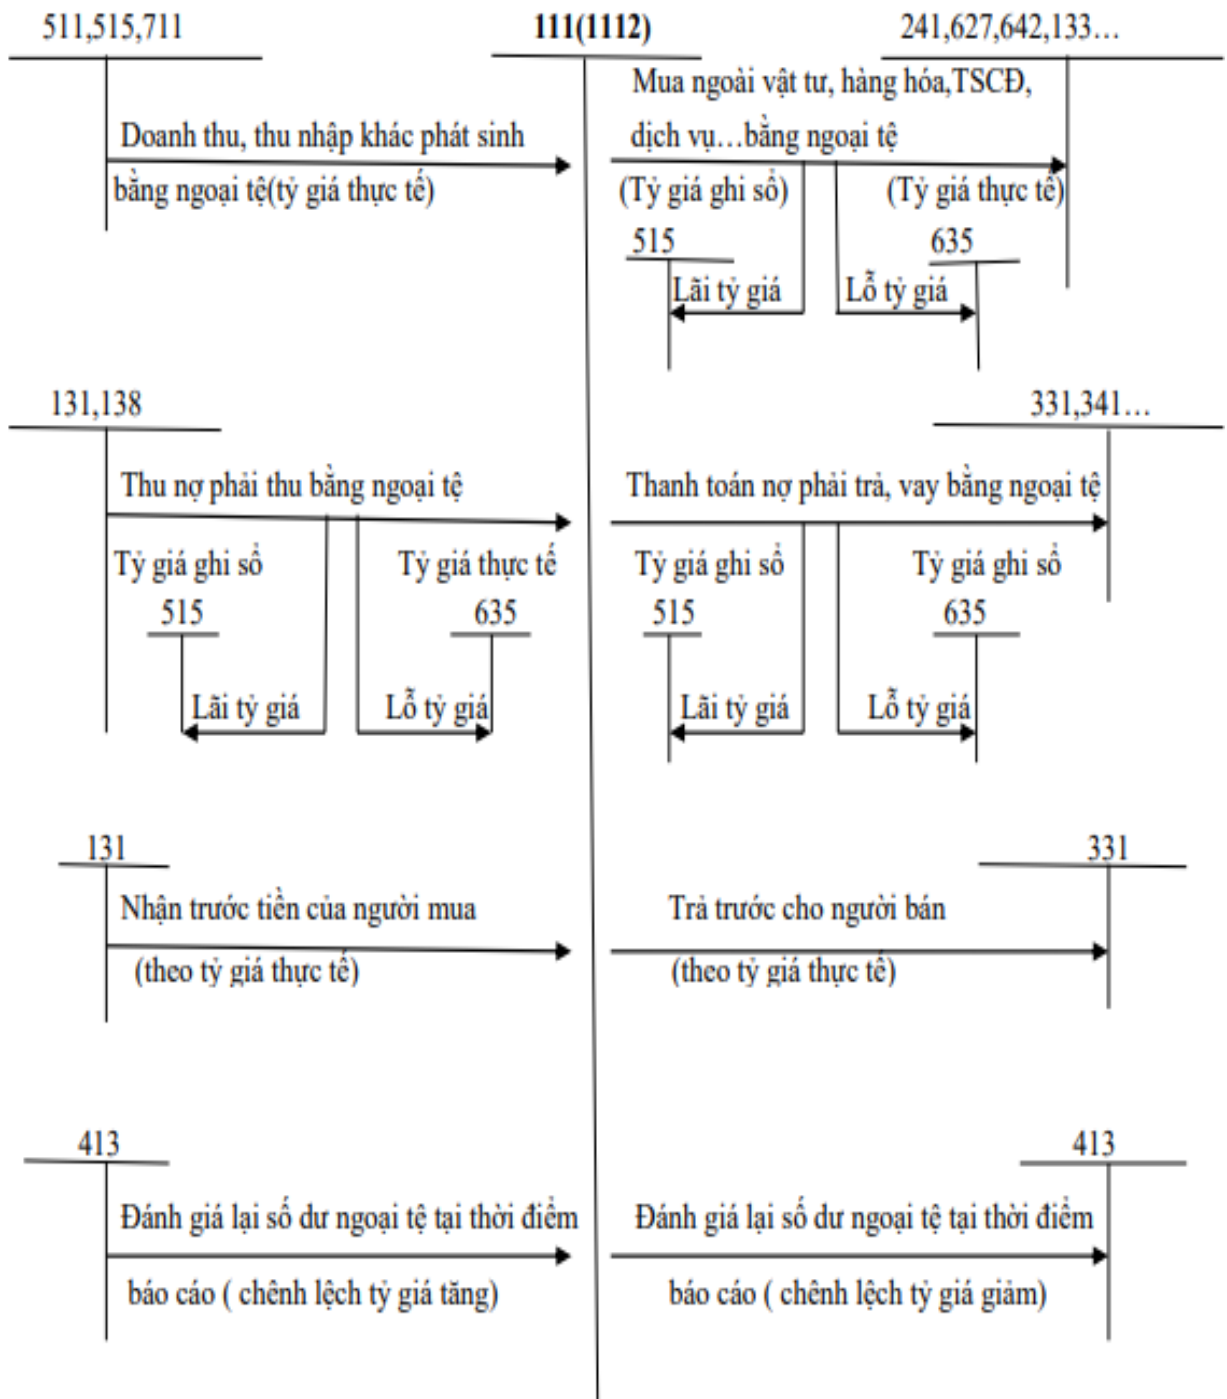 511,515,711
111(1112)
241,627,642,133...
Doanh thu, thu nhập khác phát sinh
bằng ngoại tệ(tỷ giá thực tế)
Mua ngoài vật tư, hàng hóa,TSCĐ,
dịch vụ...bằng ngoại tệ
(Tỷ giá ghi sổ)
(Tỷ giá thực tế)
515
635
Lãi tỷ giá
Lỗ tỷ giá
131,138
331,341...
Thu nợ phải thu bằng ngoại tệ
Thanh toán nợ phải trả, vay bằng ngoại tệ
Tỷ giá ghi sổ
Tỷ giá thực tế
Tỷ giá ghi sổ
Tỷ giá ghi sổ
515
635
515
635
Lãi tỷ giá
Lỗ tỷ giá
Lãi tỷ giá
Lỗ tỷ giá
131
331
Nhận trước tiền của người mua
(theo tỷ giá thực tế)
Trả trước cho người bán
(theo tỷ giá thực tế)
413
413
Đánh giá lại số dư ngoại tệ tại thời điểm
báo cáo ( chênh lệch tỷ giá tăng)
Đánh giá lại số dư ngoại tệ tại thời điểm
báo cáo ( chênh lệch tỷ giá giảm)